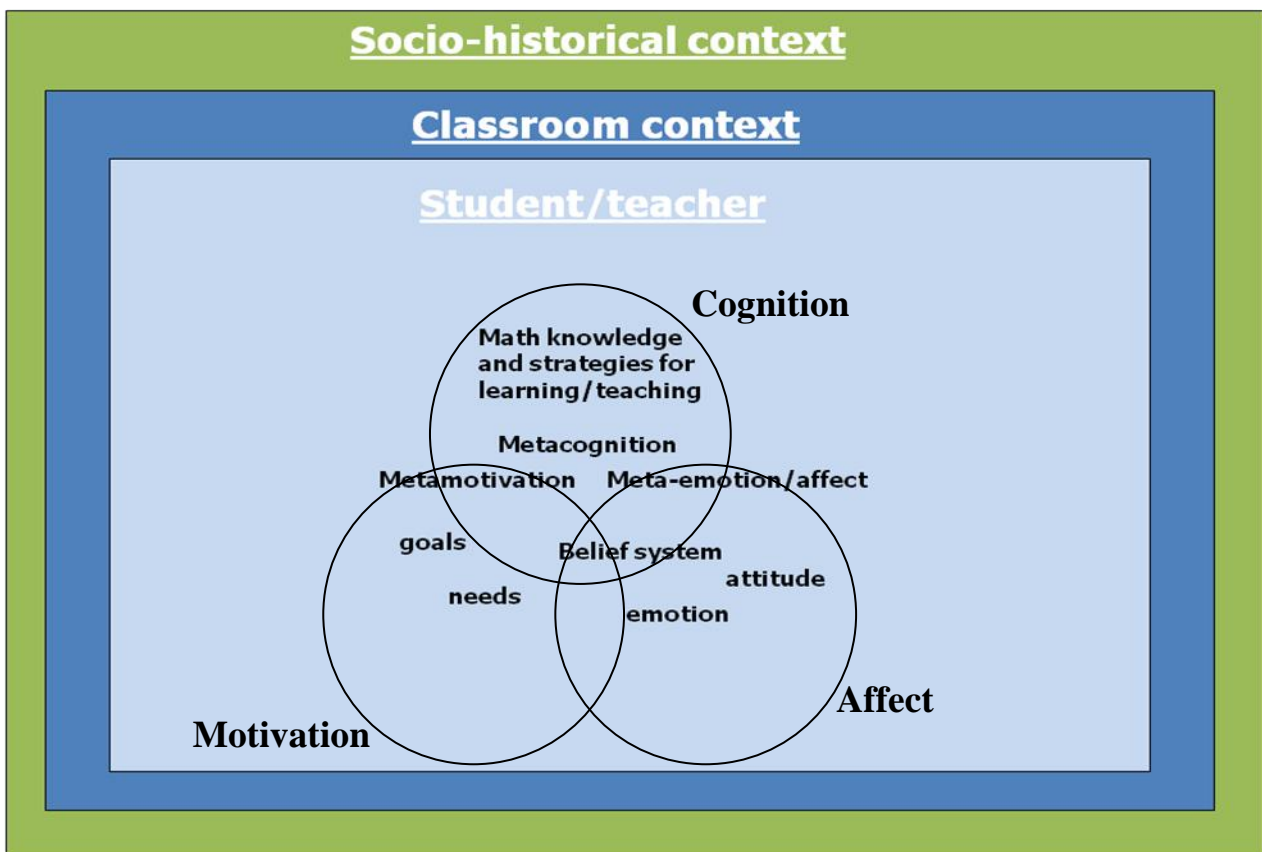 Socio-historical context
Classroom context
Student/teacher
Cognition
Math knowledge
and strategies for
learning/teaching
Metacognition
Metamotivation Meta-emotion/affect
goals
Belief system
attitude
needs
emotion
Affect
Motivation